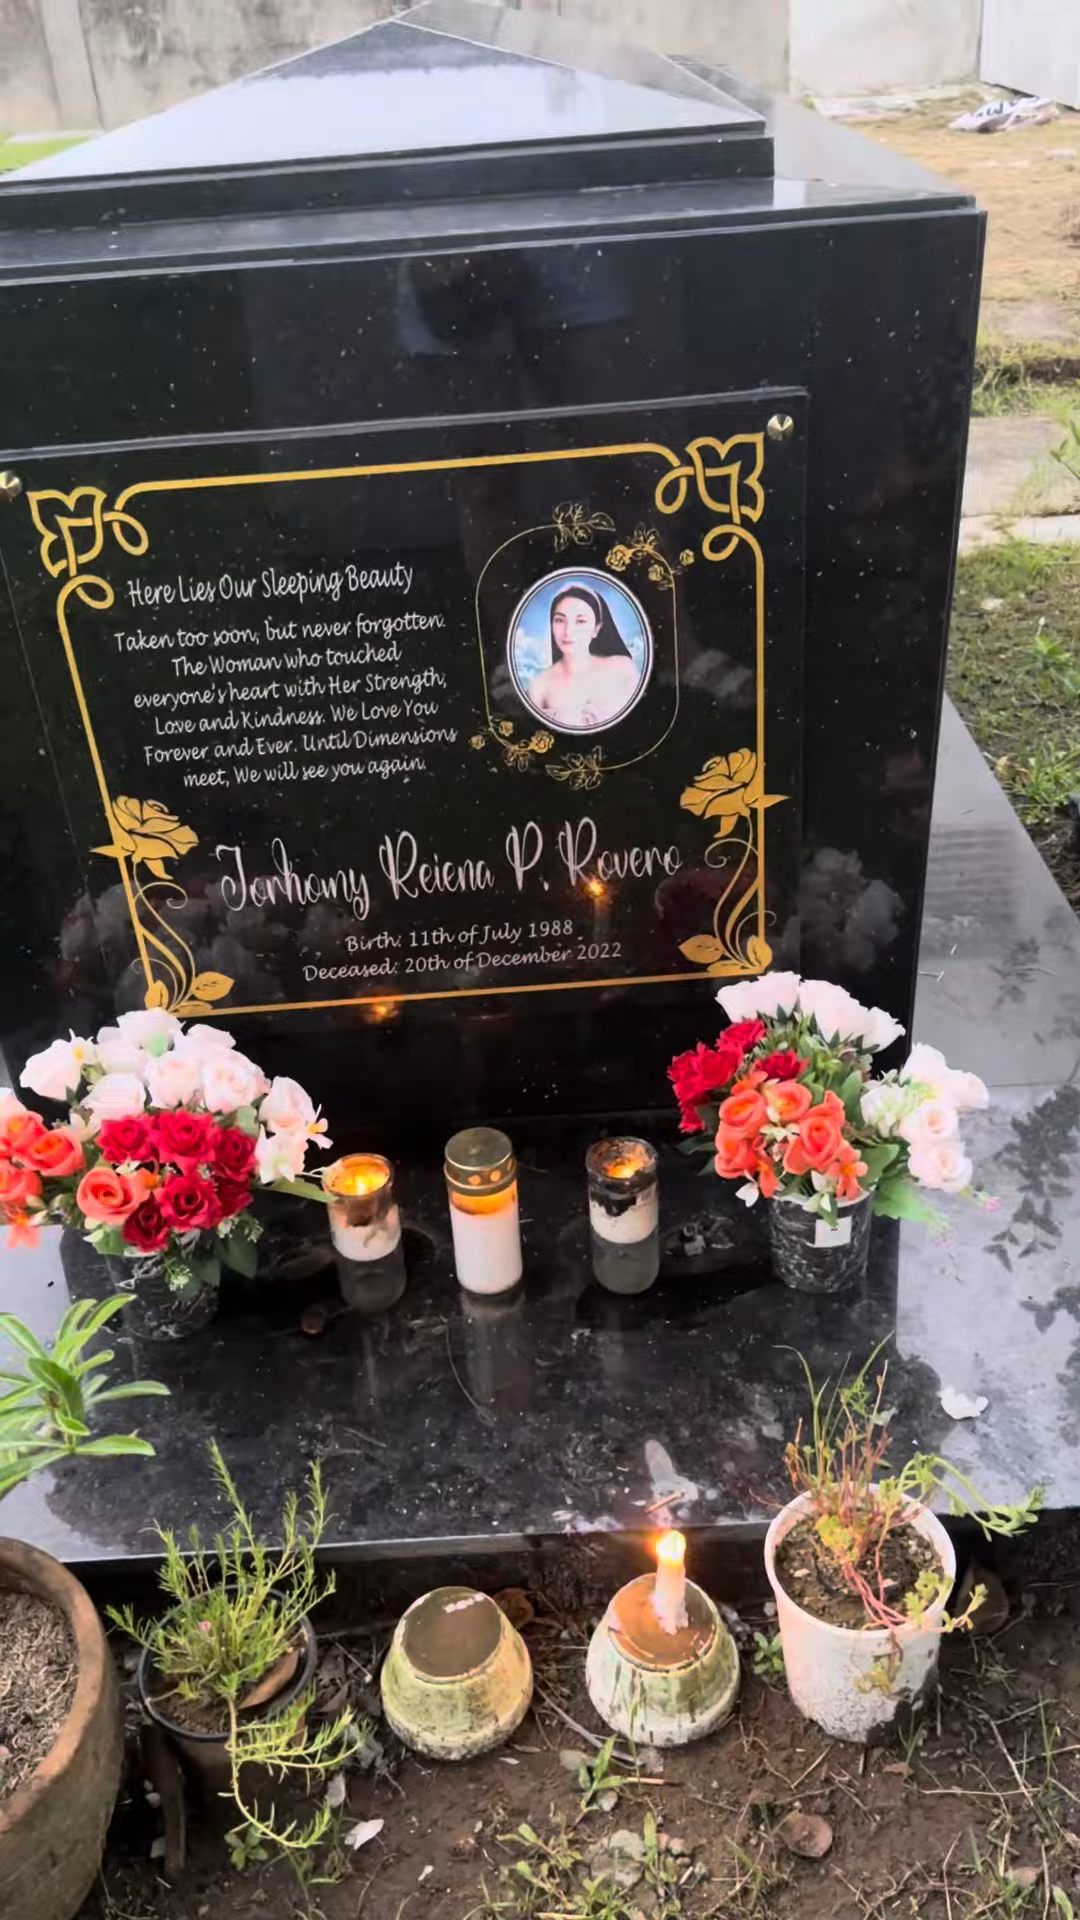 Here Lies Our Sleeping Beauty
Taken too soon, but never forgotten.
The Woman who touched
everyone's heart with Her Strength,
Love and Kindness. We Love You
Forever and Ever. Until Dimensions
meet, We will see you again.
Jonhomy Reiena P. Rovero
Birth: 11th of July 1988
Deceased: 20th of December 2022